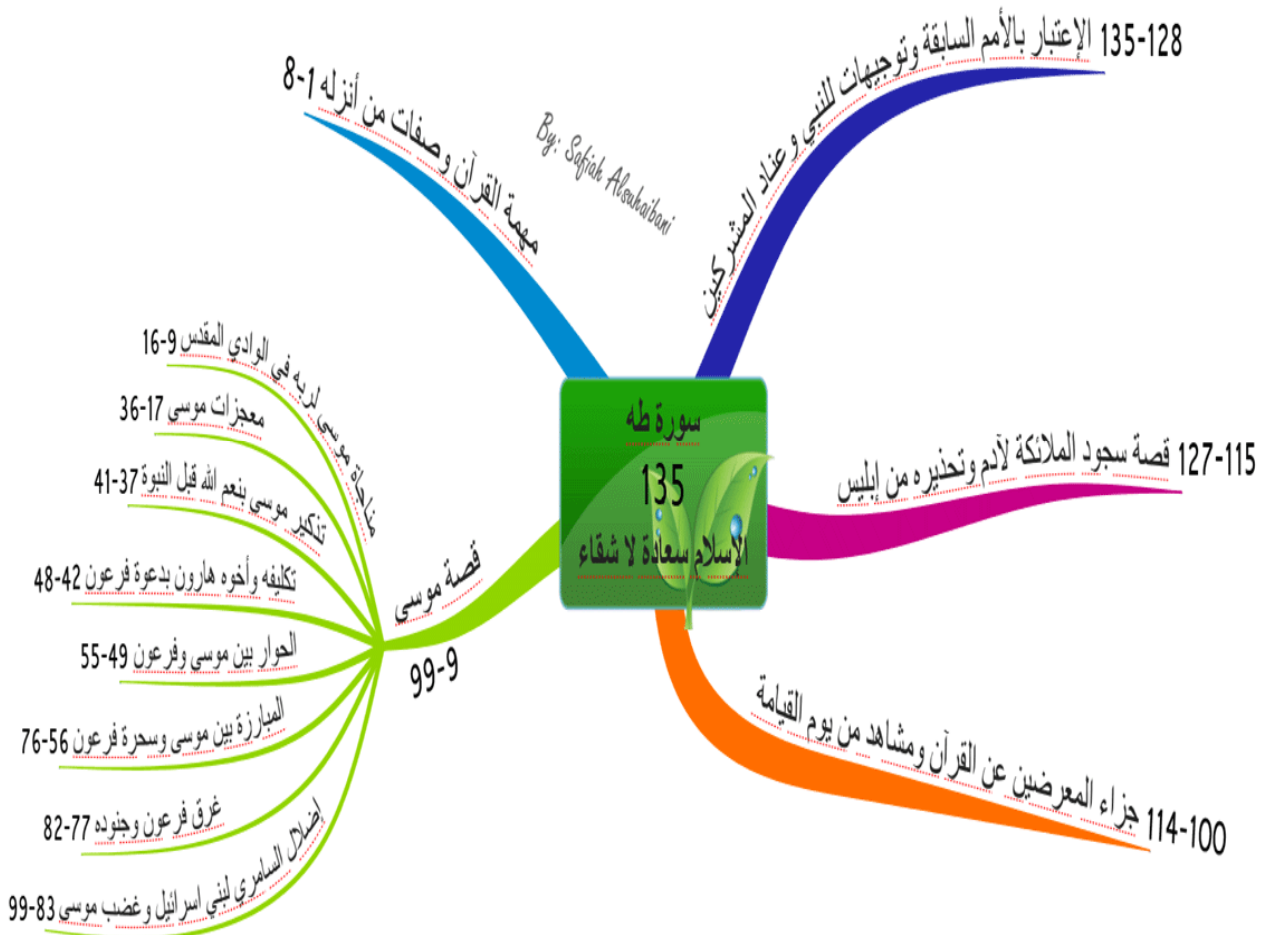 سورة طه
135
الإسلام سعادة لا شقاء
By: Safiah Alsuhaibani
مهمة القرآن وصفات من أنزله 1-8
قصة موسى
9-99
مناجاة موسى لربه في الوادي المقدس 9-16
معجزات موسى 17-36
تذكير موسى بنعم الله قبل النبوة 37-41
تكليفه وأخوه هارون بدعوة فرعون 42-48
الحوار بين موسى وفرعون 49-55
المبارزة بين موسى وسحرة فرعون 56-76
غرق فرعون وجنوده 77-82
إضلال السامري لبني اسرائيل وغضب موسى 83-99
100-114 جزاء المعرضين عن القرآن ومشاهد من يوم القيامة
115-127 قصة سجود الملائكة لآدم وتحذيره من إبليس
128-135 الإعتبار بالأمم السابقة وتوجيهات للنبي وعناد المشركين